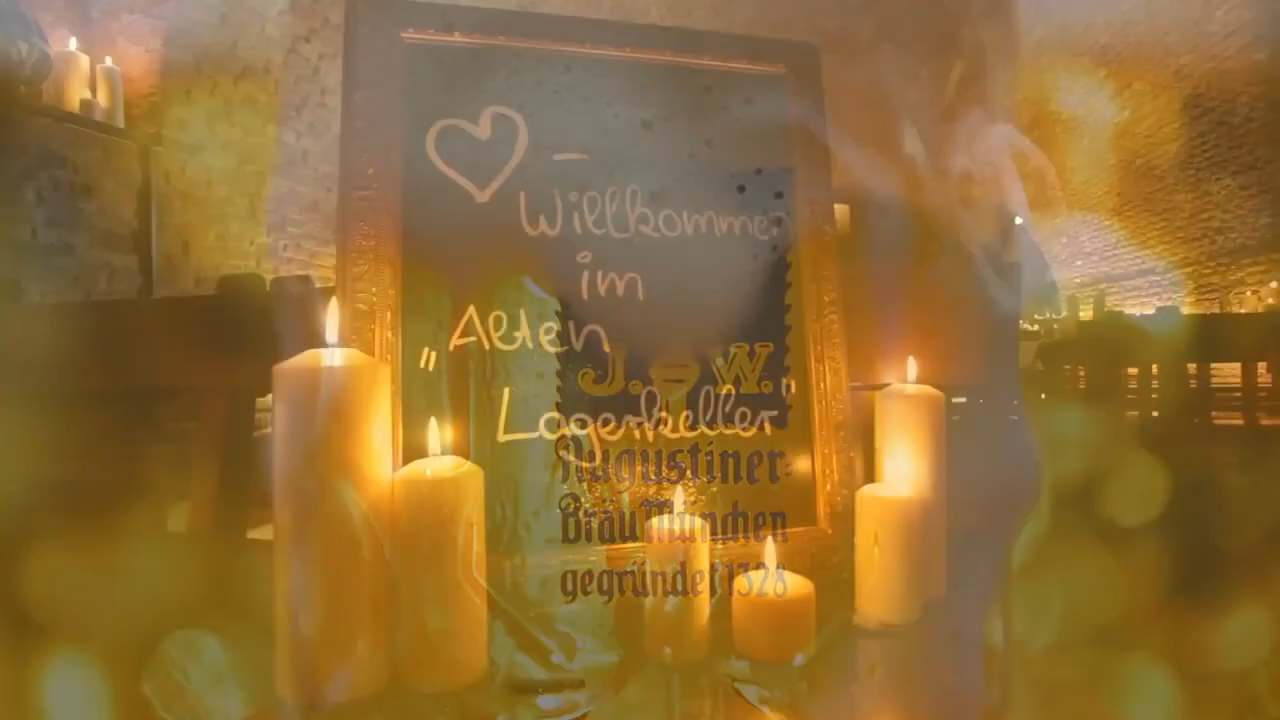 Willkommen
im
„Alten
Lagerkeller"
J. W.
Augustiner-
Bräu München
gegründet 1328